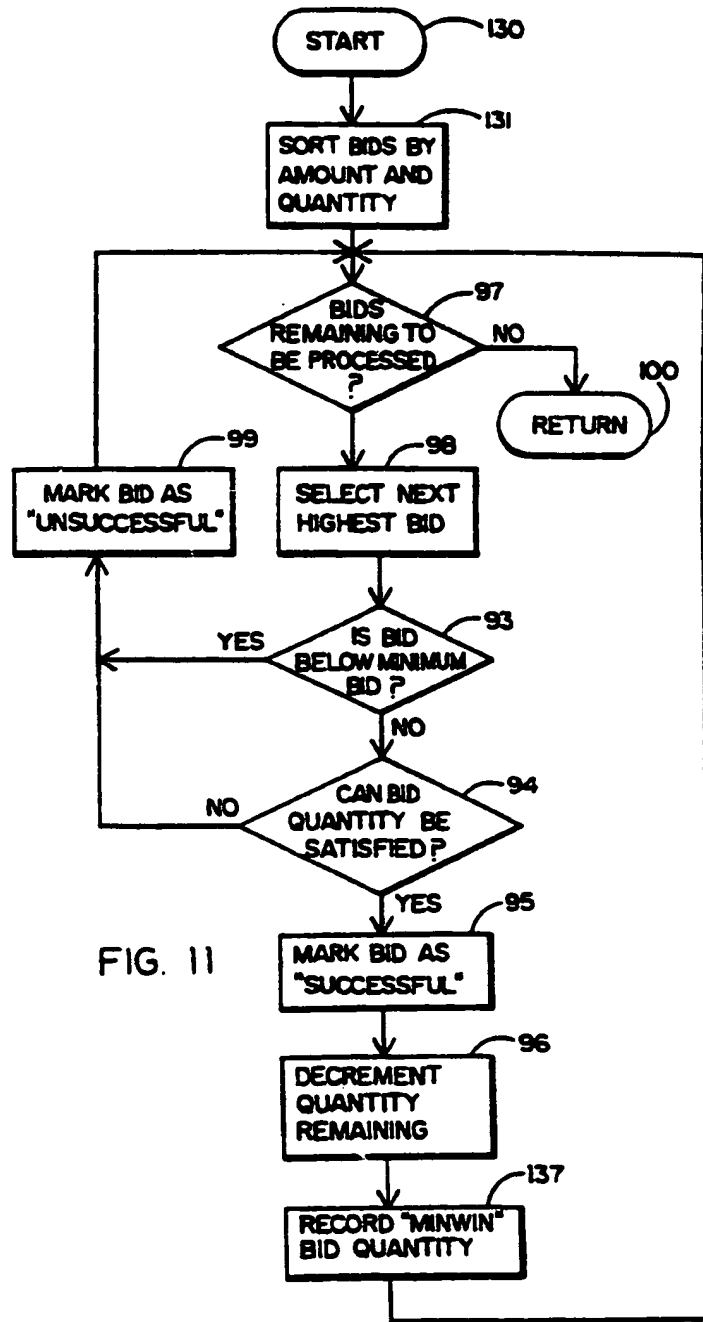 START
130
131
SORT BIDS BY
AMOUNT AND
QUANTITY
97
BIDS
REMAINING TO
BE PROCESSED
?
NO
100
RETURN
99
MARK BID AS
"UNSUCCESSFUL"
98
SELECT NEXT
HIGHEST BID
93
YES
IS BID
BELOW MINIMUM
BID ?
NO
94
NO
CAN BID
QUANTITY BE
SATISFIED?
YES
95
FIG. 11
MARK BID AS
"SUCCESSFUL"
96
DECREMENT
QUANTITY
REMAINING
137
RECORD "MINWIN"
BID QUANTITY